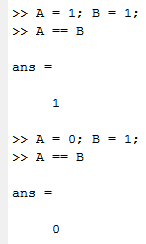 >> A = 1; B = 1;
>> A == B
ans =
1
>> A = 0; B = 1;
>> A == B
ans =
0